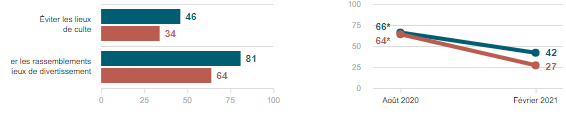 Éviter les lieux
de culte
46
34
er les rassemblements
ieux de divertissement
81
64
0 25 50 75 100
100
75
50
25
0
66*
64*
42
27
Août 2020 Février 2021